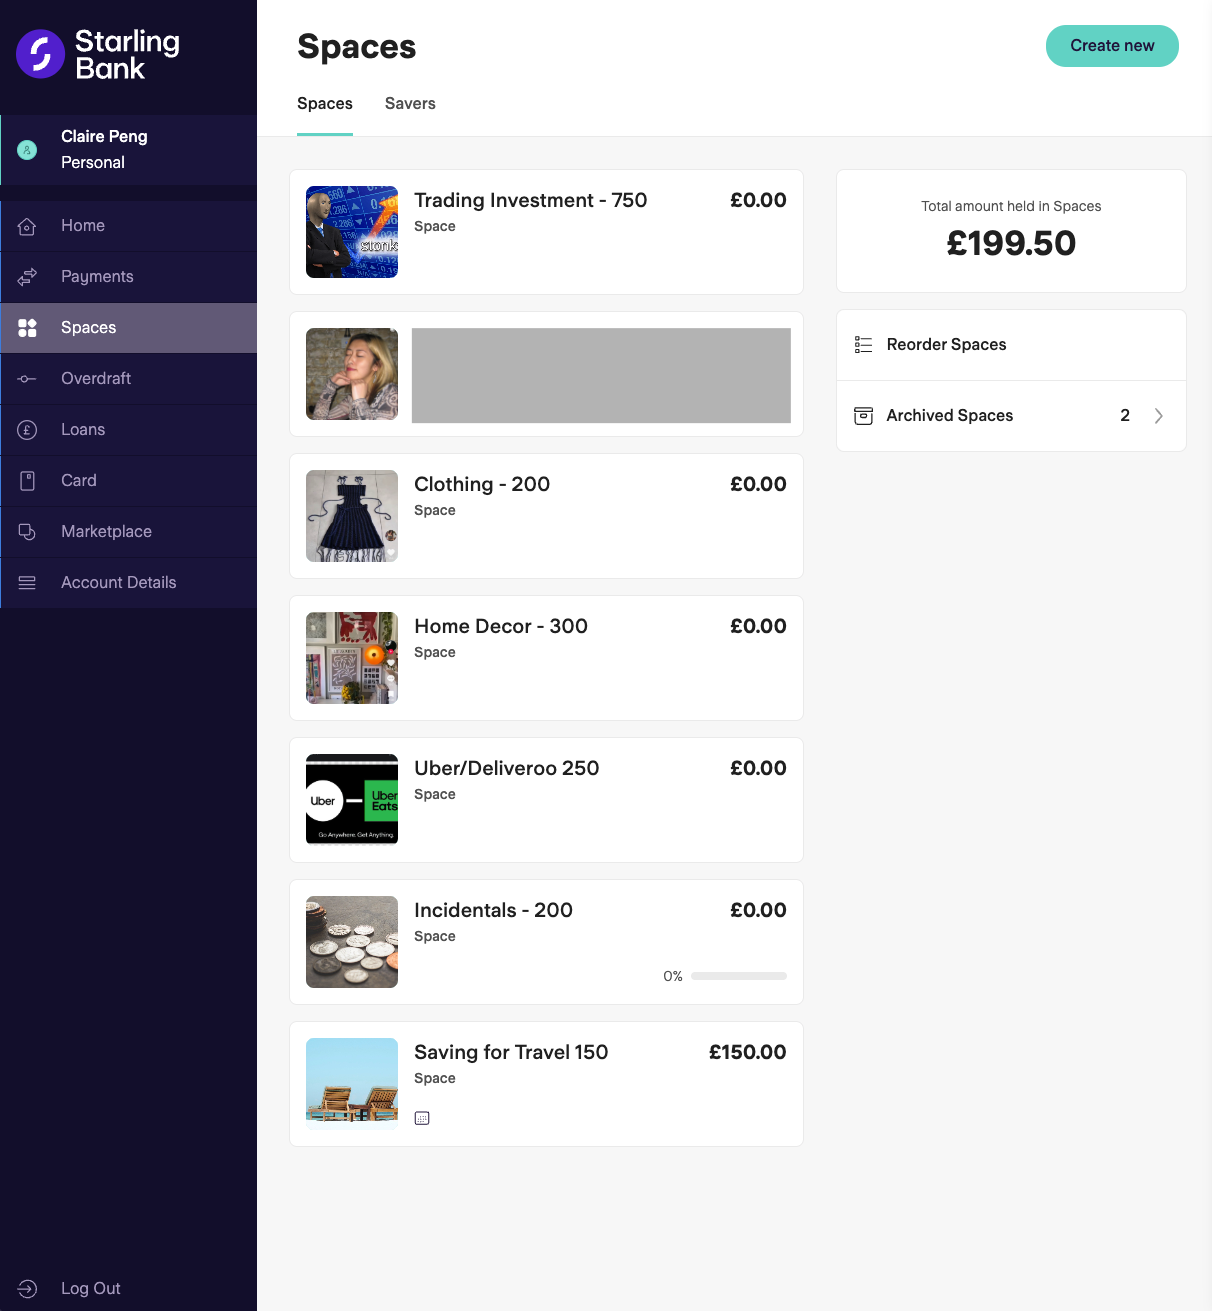 Starling
Bank
Claire Peng
Personal
Home
Payments
Spaces
Overdraft
Loans
Card
Marketplace
Account Details
Log Out
Spaces
Create new
Spaces
Savers
Trading Investment - 750
£0.00
Space
stonk
Clothing - 200
£0.00
Space
Home Decor - 300
£0.00
Space
Uber/Deliveroo 250
£0.00
Space
Uber
Uber
Eats
Go Anywhere. Get Anything
Incidentals - 200
£0.00
Space
0%
Saving for Travel 150
£150.00
Space
Total amount held in Spaces
£199.50
Reorder Spaces
Archived Spaces
2